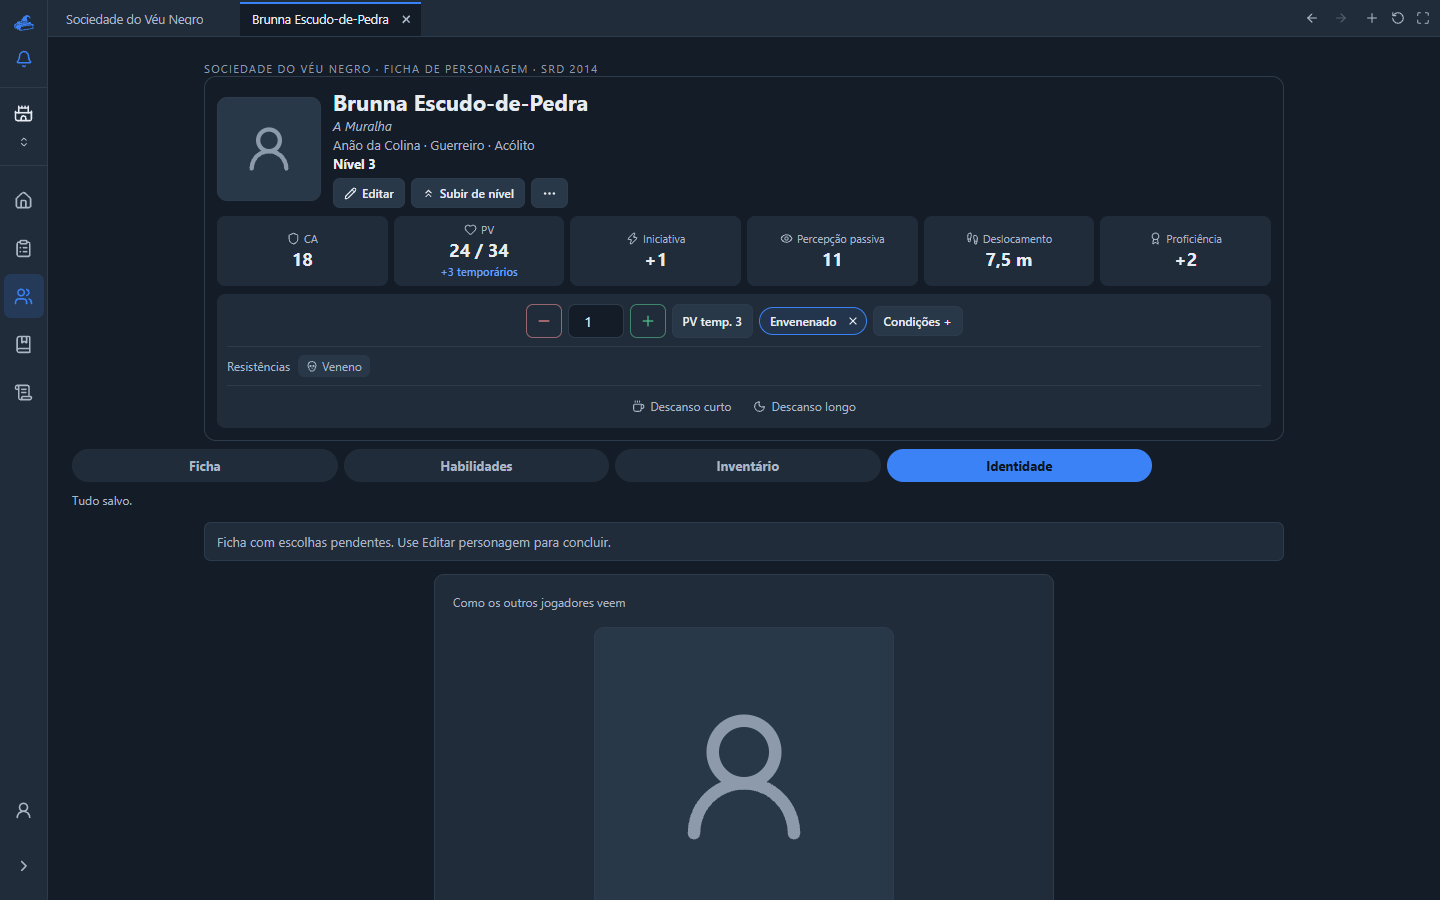 Sociedade do Véu Negro
Brunna Escudo-de-Pedra
SOCIEDADE DO VÉU NEGRO · FICHA DE PERSONAGEM · SRD 2014
Brunna Escudo-de-Pedra
A Muralha
Anão da Colina · Guerreiro · Acólito
Nível 3
Editar
Subir de nível
CA
18
PV
24 / 34
+3 temporários
Iniciativa
+1
Percepção passiva
11
Deslocamento
7,5 m
Proficiência
+2
1
PV temp. 3
Envenenado
Condições +
Resistências
Veneno
Descanso curto
Descanso longo
Ficha
Habilidades
Inventário
Identidade
Tudo salvo.
Ficha com escolhas pendentes. Use Editar personagem para concluir.
Como os outros jogadores veem